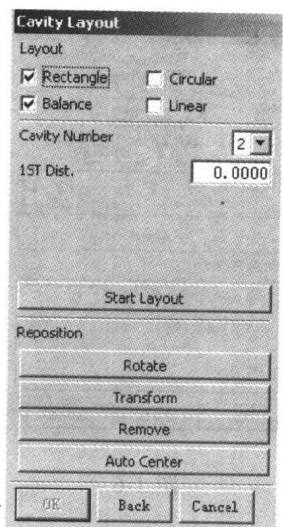 Cavity Layout
Layout
Rectangle Circular
Balance Linear
Cavity Number 2
1ST Dist. 0.0000
Start Layout
Reposition
Rotate
Transform
Remove
Auto Center
OK Back Cancel